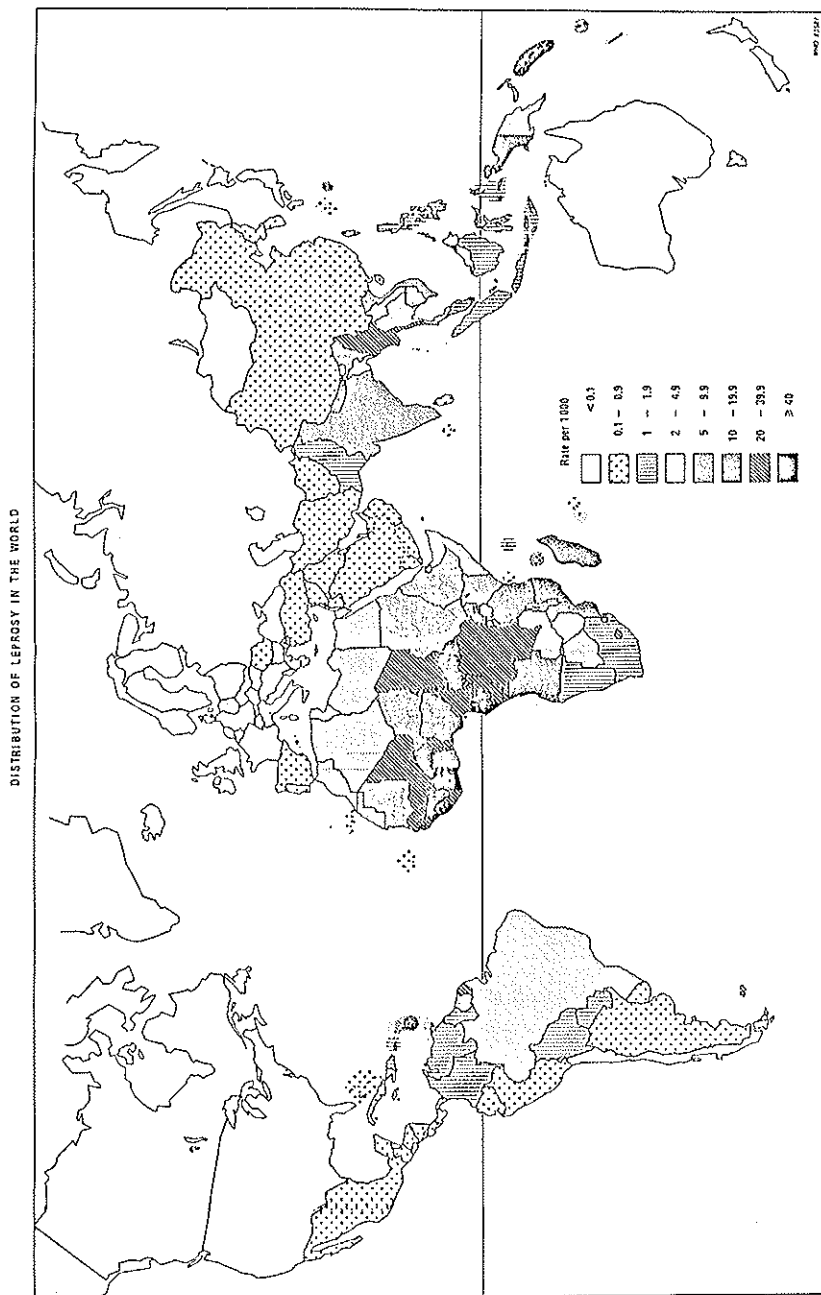 DISTRIBUTION OF LEPROSY IN THE WORLD
Rate per 1000
< 0.1
0.1 – 0.9
1 – 1.9
2 – 4.9
5 – 9.9
10 – 19.9
20 – 39.9
≥ 40